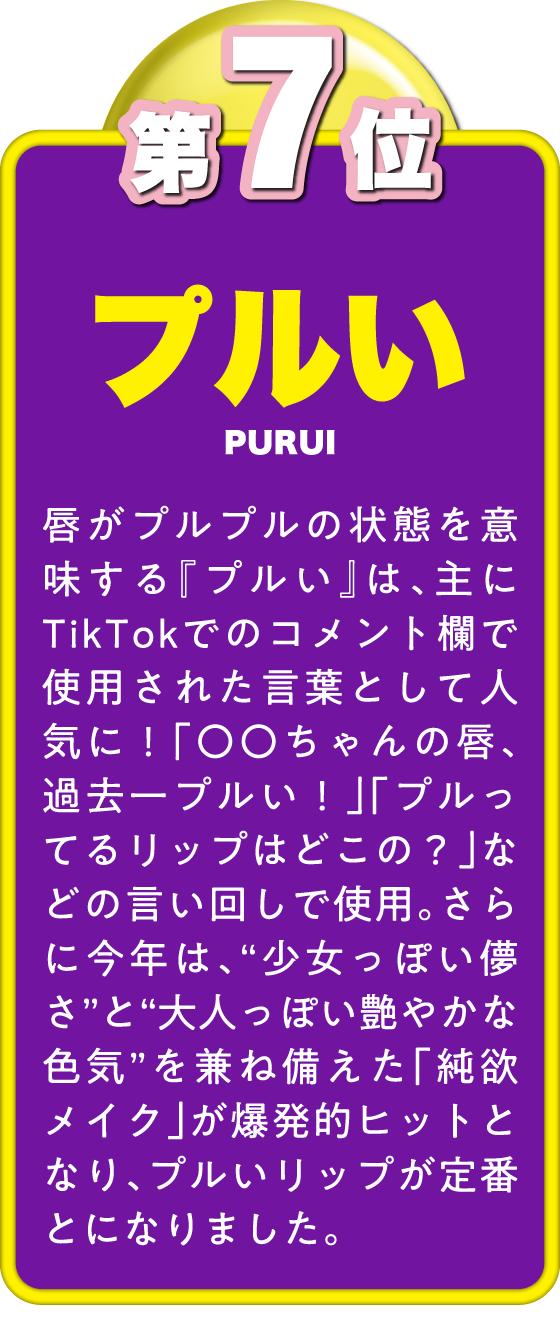 第7位
プルい
PURUI
唇がプルプルの状態を意
味する『プルい』は、主に
TikTokでのコメント欄で
使用された言葉として人
気に！「〇〇ちゃんの唇、
過去一プルい！」「プルっ
てるリップはどこの？」な
どの言い回しで使用。さら
に今年は、“少女っぽい儚
さ”と“大人っぽい艶やかな
色気”を兼ね備えた「純欲
メイク」が爆発的ヒットと
なり、プルいリップが定番
とになりました。